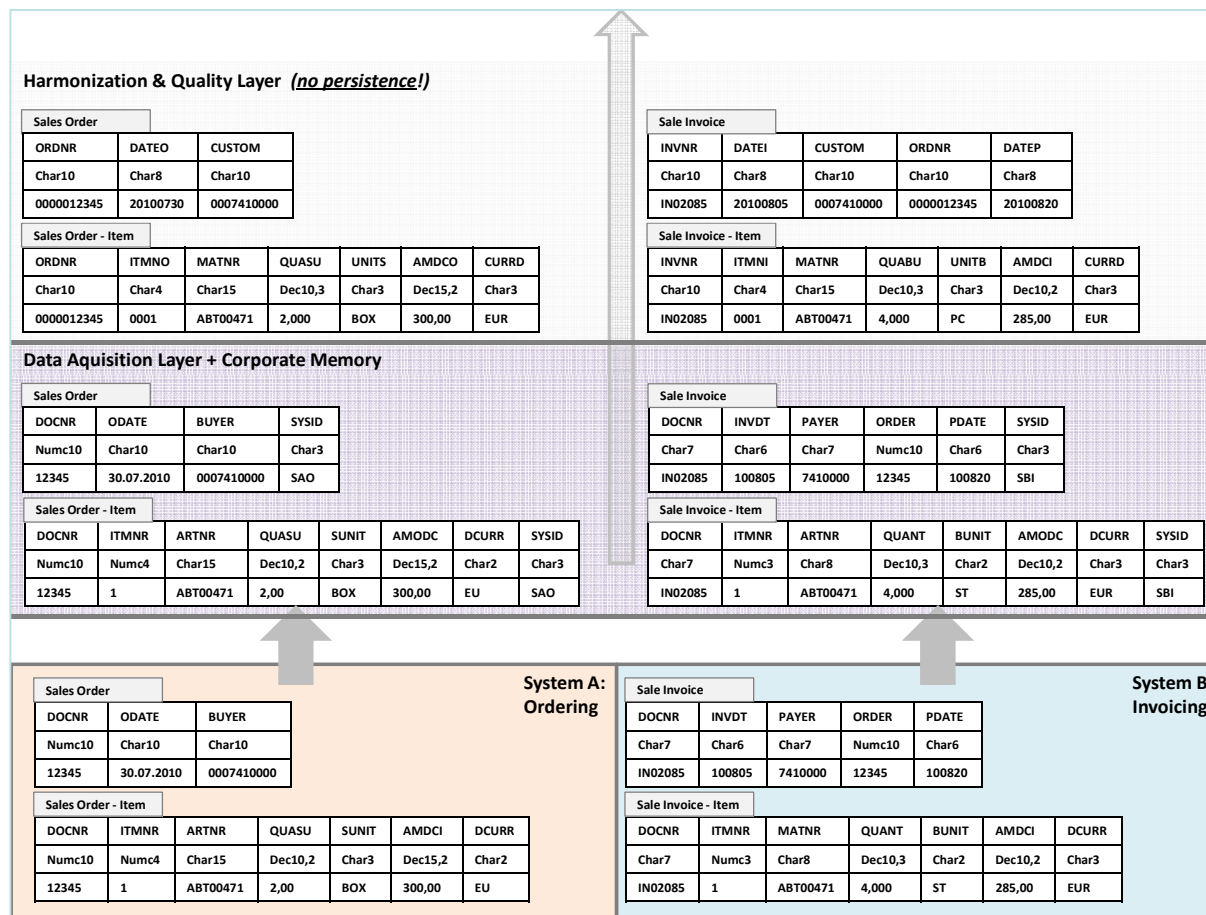 Harmonization & Quality Layer (no persistence!)
Sales Order
ORDNR DATEO CUSTOM
Char10 Char8 Char10
0000012345 20100730 0007410000
Sales Order - Item
ORDNR ITMNO MATNR QUASU UNITS AMDCO CURRD
Char10 Char4 Char15 Dec10,3 Char3 Dec15,2 Char3
0000012345 0001 ABT00471 2,000 BOX 300,00 EUR
Sale Invoice
INVNR DATEI CUSTOM ORDNR DATEP
Char10 Char8 Char10 Char10 Char8
IN02085 20100805 0007410000 0000012345 20100820
Sale Invoice - Item
INVNR ITMNI MATNR QUABU UNITB AMDCI CURRD
Char10 Char4 Char15 Dec10,3 Char3 Dec10,2 Char3
IN02085 0001 ABT00471 4,000 PC 285,00 EUR
Data Aquisition Layer + Corporate Memory
Sales Order
DOCNR ODATE BUYER SYSID
Numc10 Char10 Char10 Char3
12345 30.07.2010 0007410000 SAO
Sales Order - Item
DOCNR ITMNR ARTNR QUASU SUNIT AMODC DCURR SYSID
Numc10 Numc4 Char15 Dec10,2 Char3 Dec15,2 Char2 Char3
12345 1 ABT00471 2,00 BOX 300,00 EU SAO
Sale Invoice
DOCNR INVDT PAYER ORDER PDATE SYSID
Char7 Char6 Char7 Numc10 Char6 Char3
IN02085 100805 7410000 12345 100820 SBI
Sale Invoice - Item
DOCNR ITMNR ARTNR QUANT BUNIT AMODC DCURR SYSID
Char7 Numc3 Char8 Dec10,3 Char2 Dec10,2 Char3 Char3
IN02085 1 ABT00471 4,000 ST 285,00 EUR SBI
System A:
Ordering
Sales Order
DOCNR ODATE BUYER
Numc10 Char10 Char10
12345 30.07.2010 0007410000
Sales Order - Item
DOCNR ITMNR ARTNR QUASU SUNIT AMDCI DCURR
Numc10 Numc4 Char15 Dec10,2 Char3 Dec15,2 Char2
12345 1 ABT00471 2,00 BOX 300,00 EU
System B
Invoicing
Sale Invoice
DOCNR INVDT PAYER ORDER PDATE
Char7 Char6 Char7 Numc10 Char6
IN02085 100805 7410000 12345 100820
Sale Invoice - Item
DOCNR ITMNR MATNR QUANT BUNIT AMDCI DCURR
Char7 Numc3 Char8 Dec10,3 Char2 Dec10,2 Char3
IN02085 1 ABT00471 4,000 ST 285,00 EUR